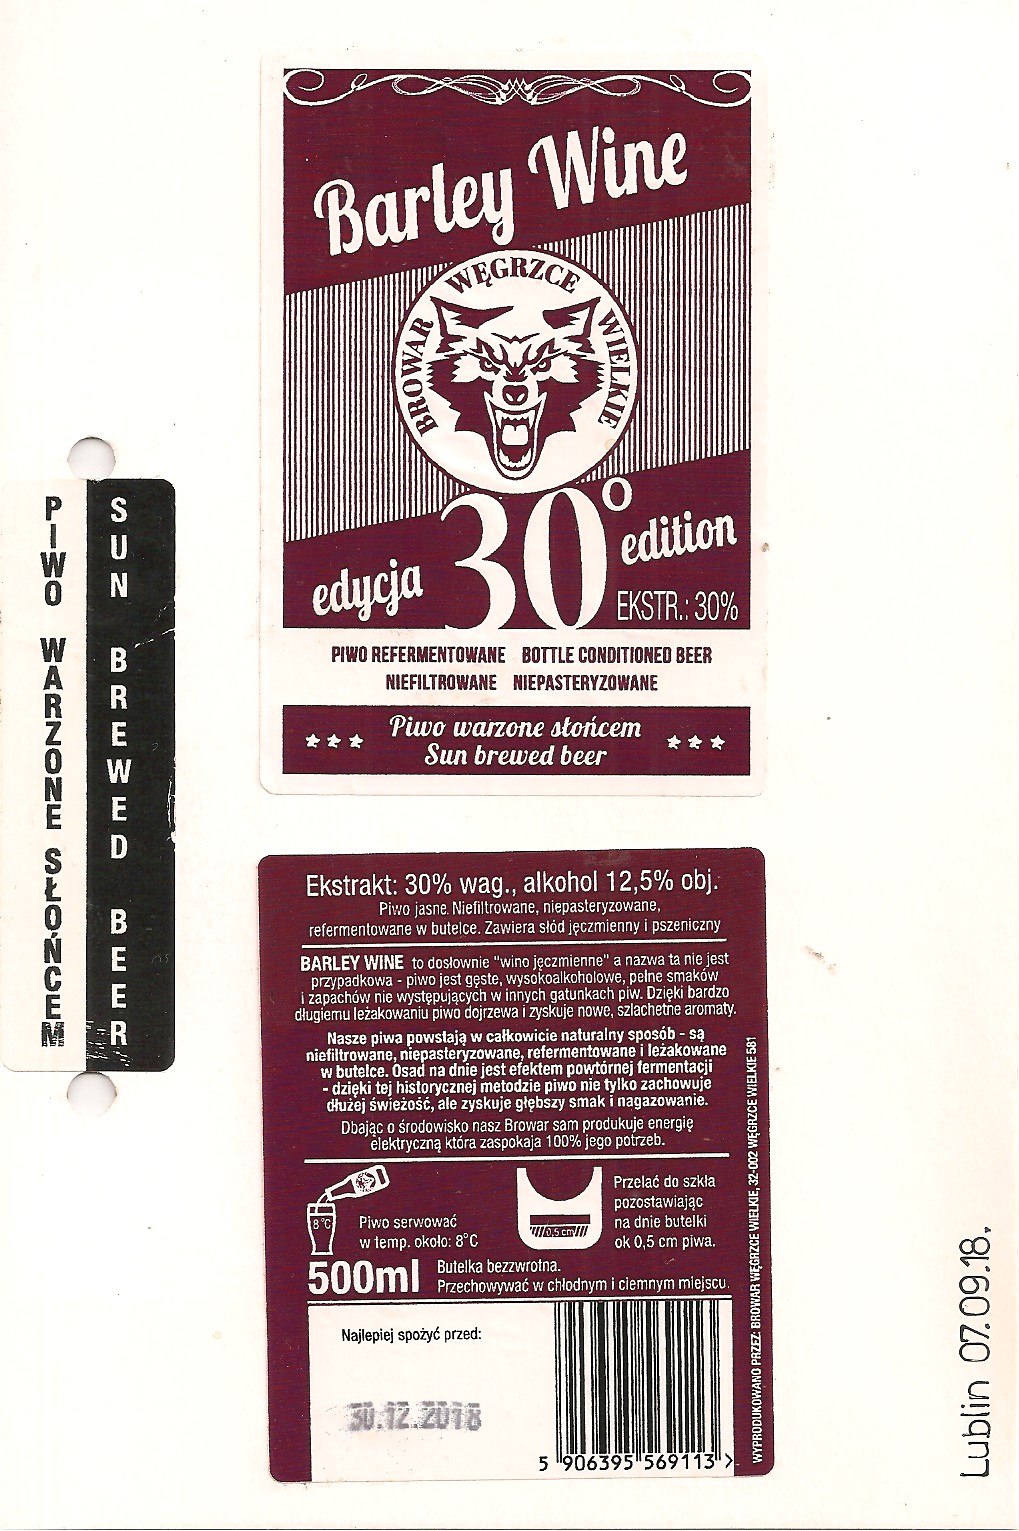 Barley Wine
BROWAR WĘGRZCE WIELKIE
30°
edycja
edition
EKSTR.: 30%
PIWO REFERMENTOWANE BOTTLE CONDITIONED BEER
NIEFILTROWANE NIEPASTERYZOWANE
Piwo warzone słońcem
Sun brewed beer
PIWO WARZONE SŁOŃCEM
SUN BREWED BEER
Ekstrakt: 30% wag., alkohol 12,5% obj.
Piwo jasne. Niefiltrowane, niepasteryzowane,
refermentowane w butelce. Zawiera słód jęczmienny i pszeniczny
BARLEY WINE to dosłownie "wino jęczmienne" a nazwa ta nie jest
przypadkowa - piwo jest gęste, wysokoalkoholowe, pełne smaków
i zapachów nie występujących w innych gatunkach piw. Dzięki bardzo
długiemu leżakowaniu piwo dojrzewa i zyskuje nowe, szlachetne aromaty.
Nasze piwa powstają w całkowicie naturalny sposób - są
niefiltrowane, niepasteryzowane, refermentowane i leżakowane
w butelce. Osad na dnie jest efektem powtórnej fermentacji
- dzięki tej historycznej metodzie piwo nie tylko zachowuje
dłużej świeżość, ale zyskuje głębszy smak i nagazowanie.
Dbając o środowisko nasz Browar sam produkuje energię
elektryczną która zaspokaja 100% jego potrzeb.
8°C
Piwo serwować
w temp. około: 8°C
0,5 cm
Przelać do szkła
pozostawiając
na dnie butelki
ok 0,5 cm piwa.
500ml
Butelka bezzwrotna.
Przechowywać w chłodnym i ciemnym miejscu.
Najlepiej spożyć przed:
30.12.2018
5 906395 569113 >
WYPRODUKOWANO PRZEZ: BROWAR WĘGRZCE WIELKIE, 32-002 WĘGRZCE WIELKIE 581
Lublin 07.09.18.